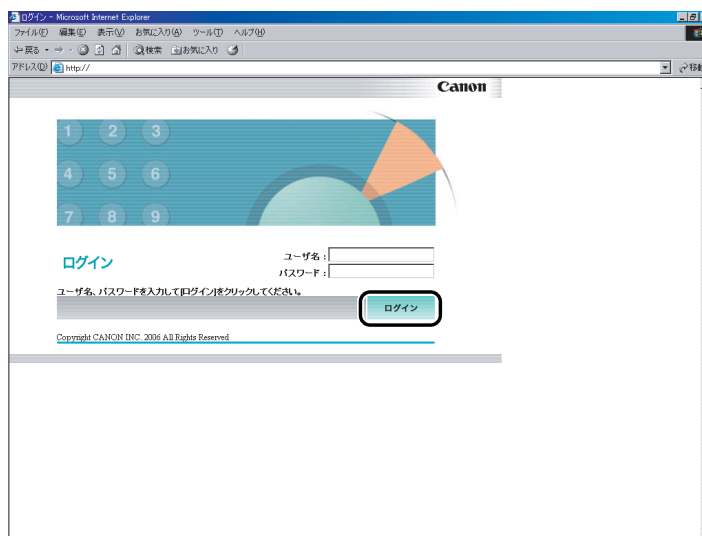 ログイン - Microsoft Internet Explorer
ファイル(F) 編集(E) 表示(V) お気に入り(A) ツール(T) ヘルプ(H)
戻る 検索 お気に入り
アドレス(D) http:// 移動
Canon
1 2 3
4 5 6
7 8 9
ログイン
ユーザ名：
パスワード：
ユーザ名、パスワードを入力して[ログイン]をクリックしてください。
ログイン
Copyright CANON INC. 2006 All Rights Reserved